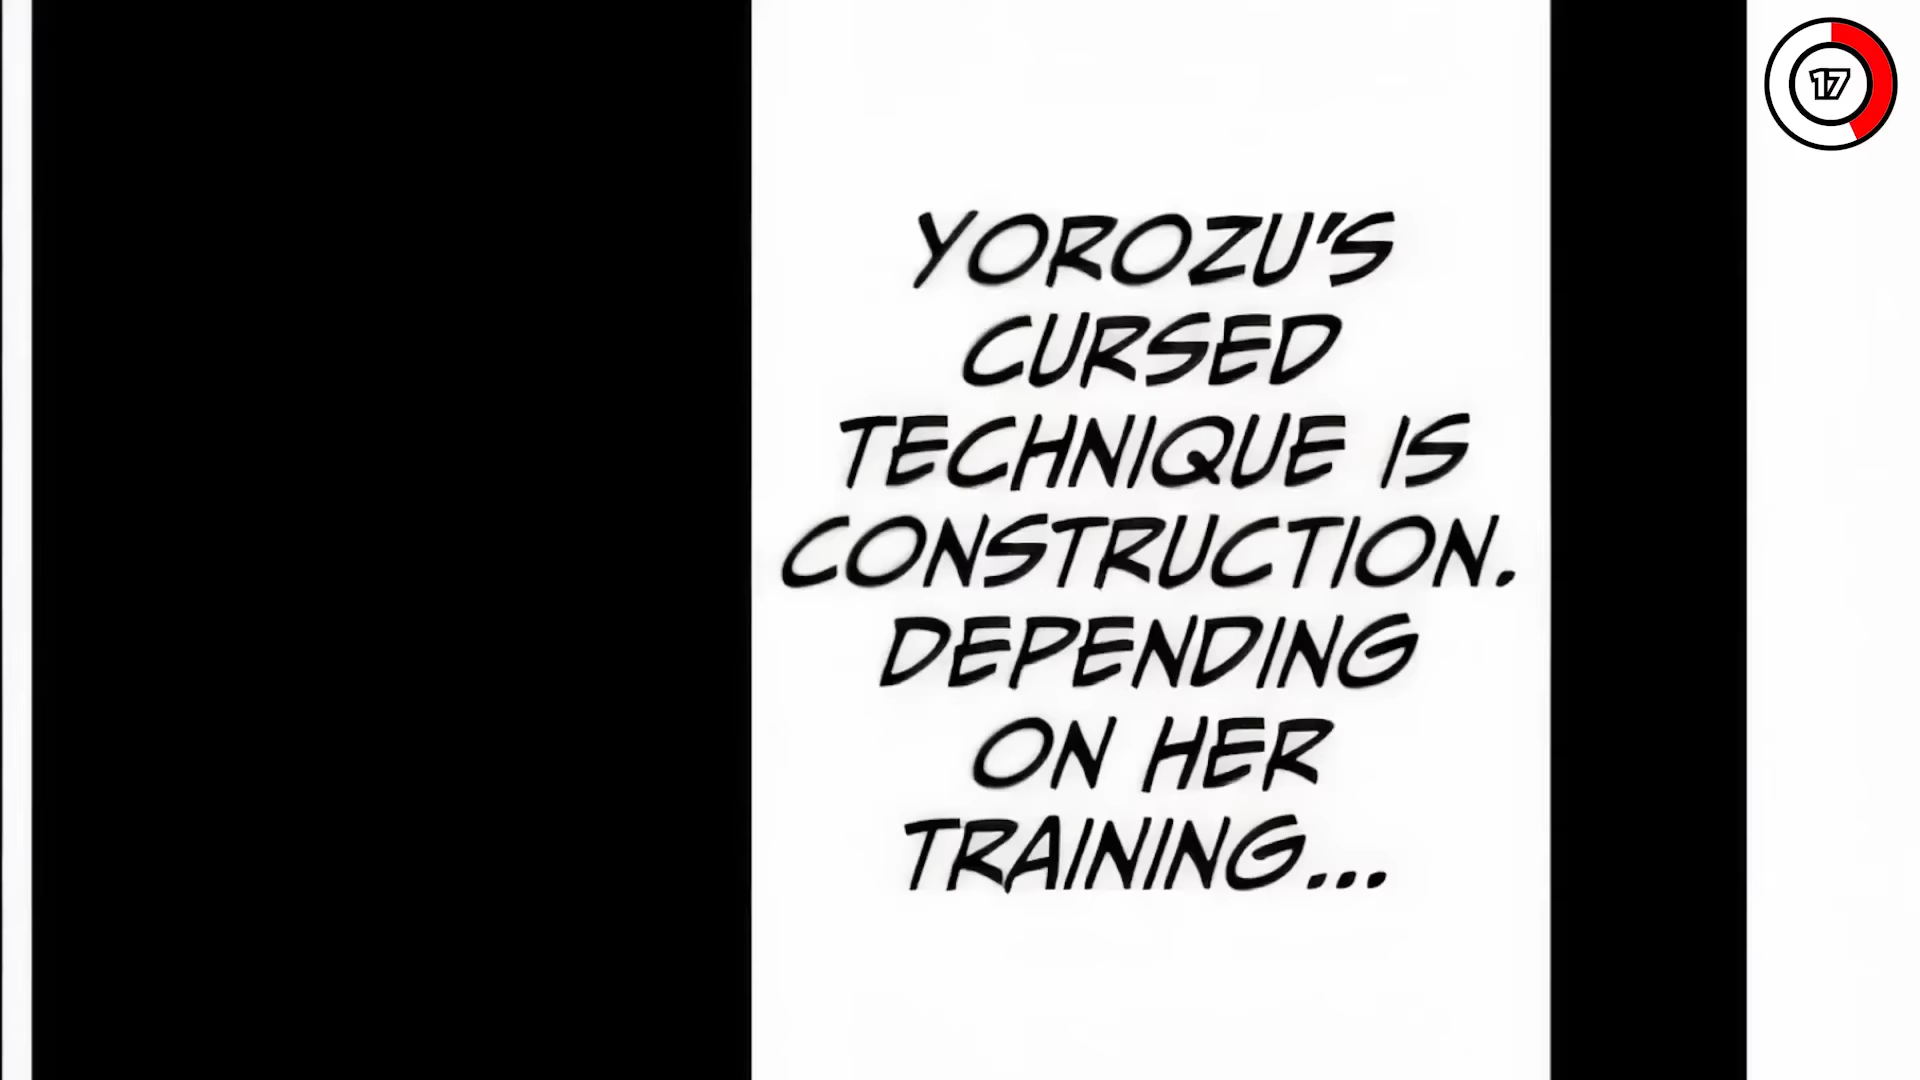 YOROZU'S
CURSED
TECHNIQUE IS
CONSTRUCTION.
DEPENDING
ON HER
TRAINING...
17